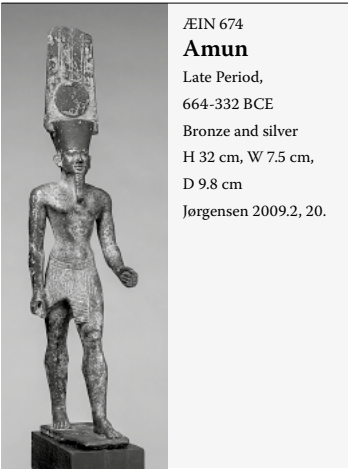 ÆIN 674
Amun
Late Period,
664-332 BCE
Bronze and silver
H 32 cm, W 7.5 cm,
D 9.8 cm
Jørgensen 2009.2, 20.